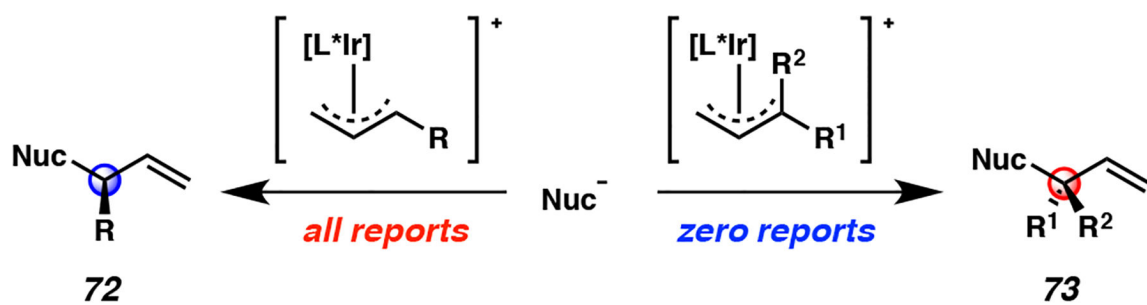 [L*Ir]
+
R
[L*Ir]
R2
+
R1
Nuc
R
72
all reports
Nuc-
zero reports
Nuc
R1
R2
73